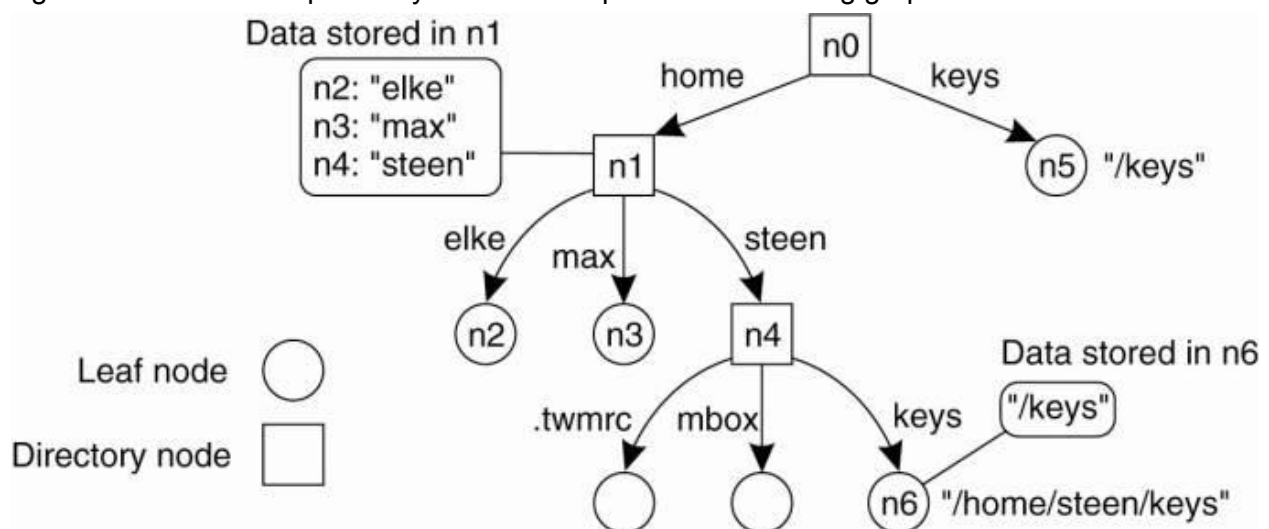 Data stored in n1
n0
n2: "elke"
n3: "max"
n4: "steen"
home
keys
n1
n5
"/keys"
elke
max
steen
n2
n3
n4
Leaf node
Data stored in n6
"/keys"
.twmrc
mbox
keys
Directory node
n6
"/home/steen/keys"